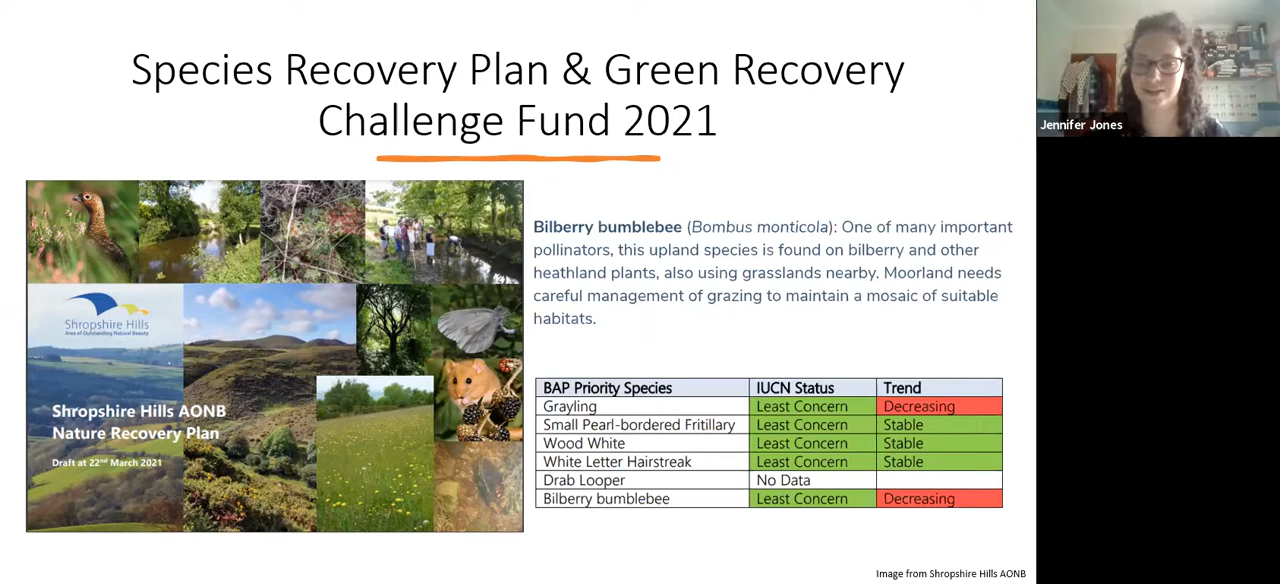 Species Recovery Plan & Green Recovery
Challenge Fund 2021
Jennifer Jones
Shropshire Hills
Area of Outstanding Natural Beauty
Shropshire Hills AONB
Nature Recovery Plan
Draft at 22nd March 2021
Bilberry bumblebee (Bombus monticola): One of many important
pollinators, this upland species is found on bilberry and other
heathland plants, also using grasslands nearby. Moorland needs
careful management of grazing to maintain a mosaic of suitable
habitats.
BAP Priority Species IUCN Status Trend
Grayling Least Concern Decreasing
Small Pearl-bordered Fritillary Least Concern Stable
Wood White Least Concern Stable
White Letter Hairstreak Least Concern Stable
Drab Looper No Data
Bilberry bumblebee Least Concern Decreasing
Image from Shropshire Hills AONB